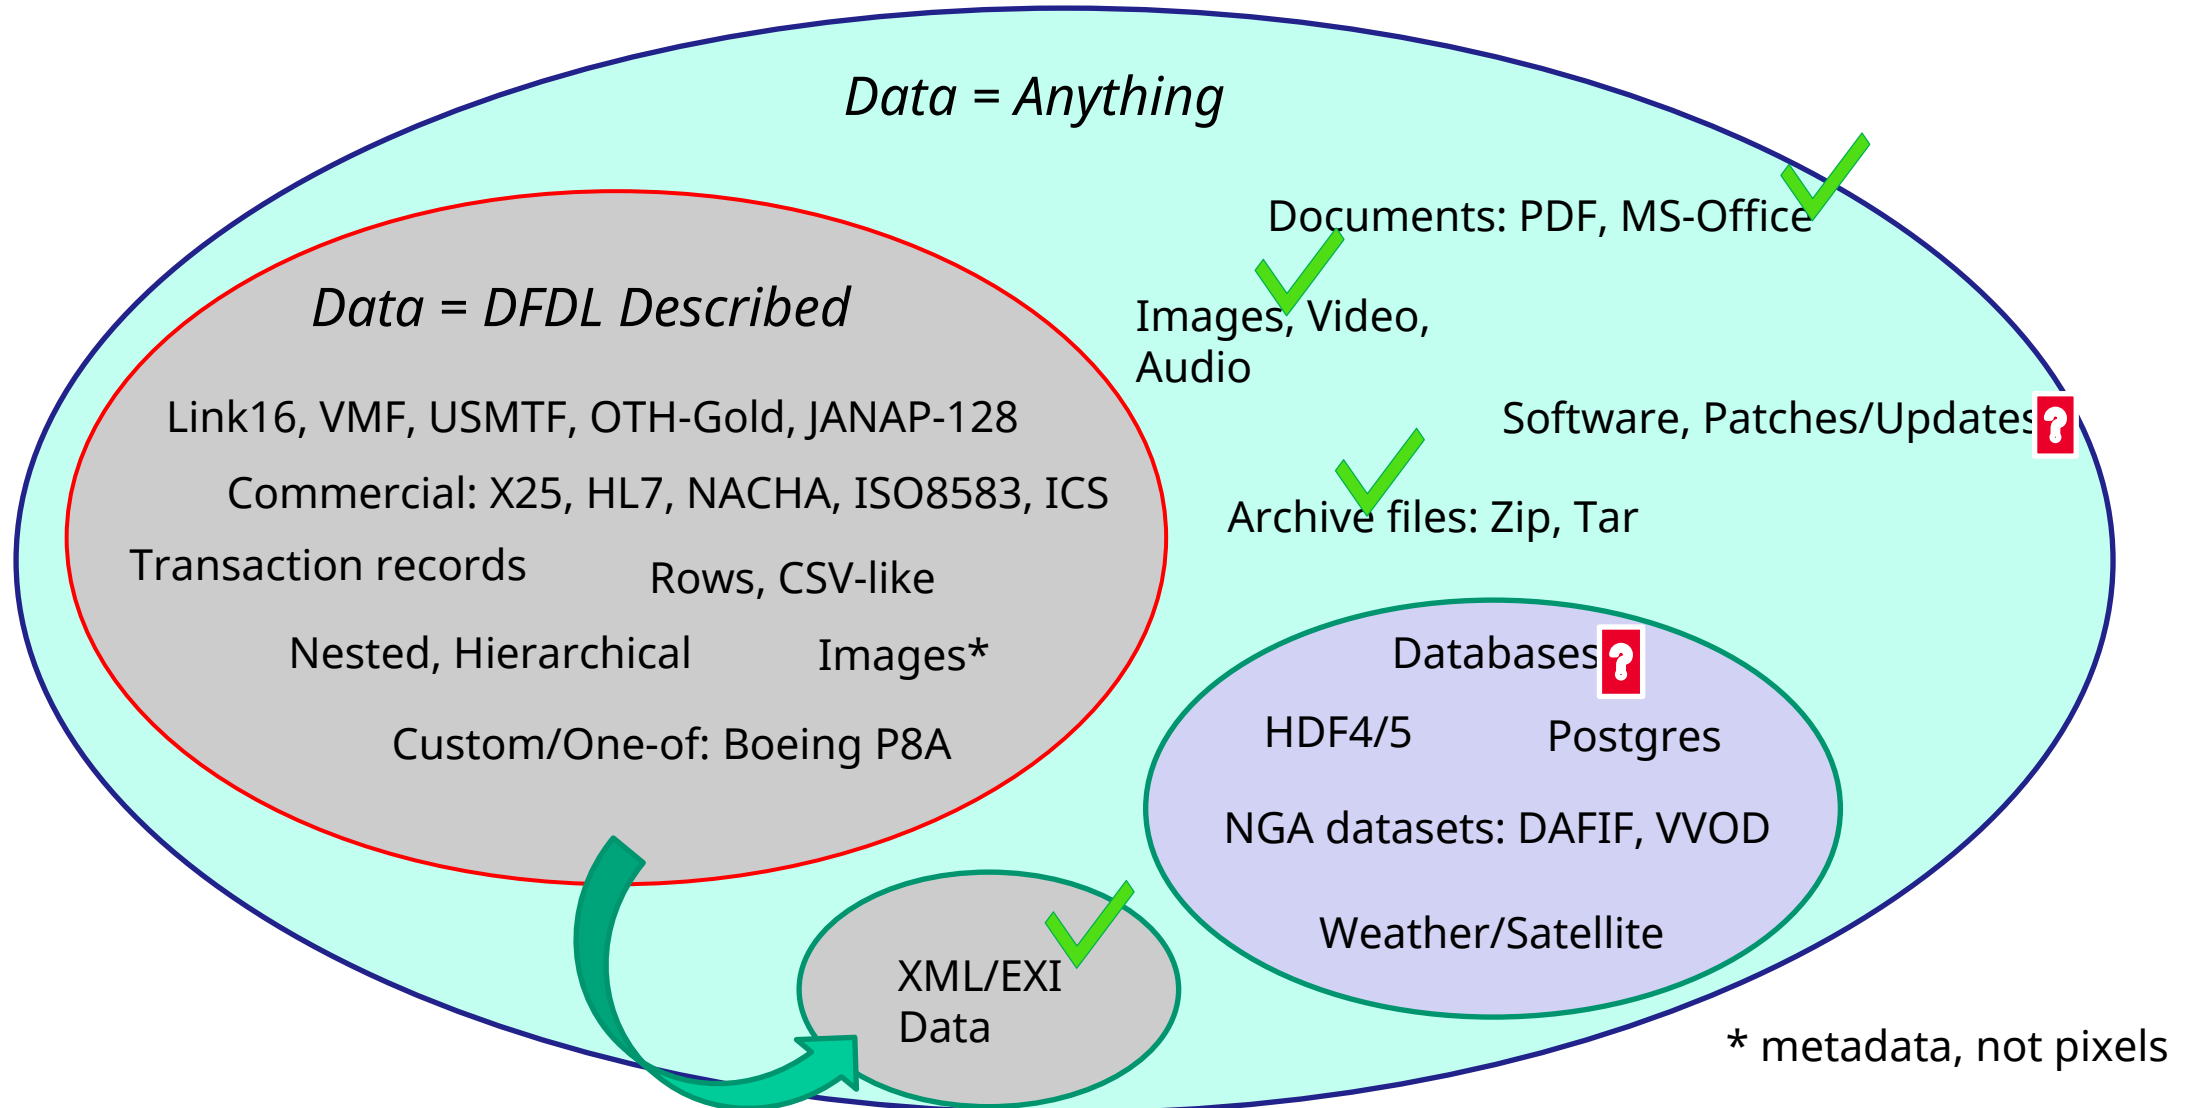 Data = Anything
Documents: PDF, MS-Office
Images, Video,
Audio
Data = DFDL Described
Link16, VMF, USMTF, OTH-Gold, JANAP-128
Software, Patches/Updates?
Commercial: X25, HL7, NACHA, ISO8583, ICS
Archive files: Zip, Tar
Transaction records
Rows, CSV-like
Nested, Hierarchical
Images*
Custom/One-of: Boeing P8A
Databases?
HDF4/5
Postgres
NGA datasets: DAFIF, VVOD
Weather/Satellite
XML/EXI
Data
* metadata, not pixels